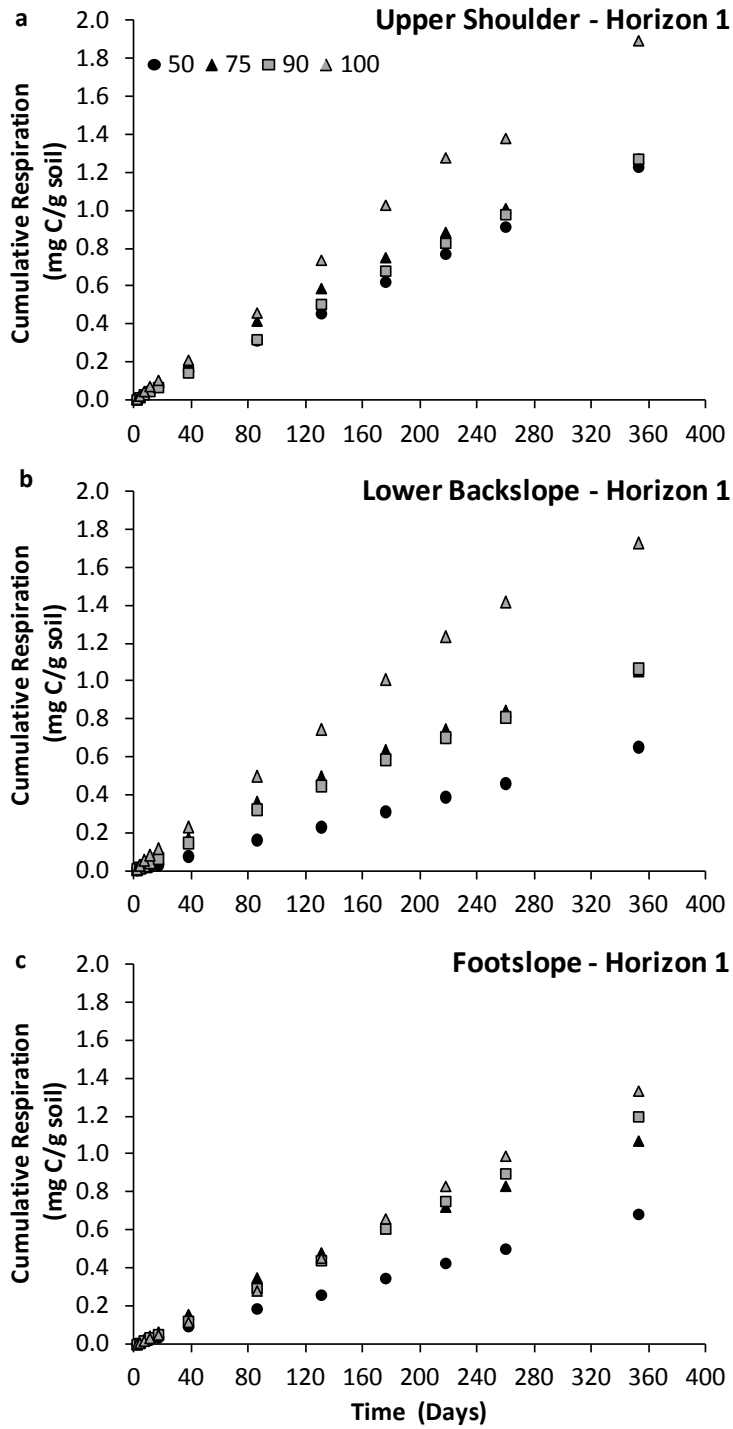 a
Upper Shoulder - Horizon 1
50 75 90 100
Cumulative Respiration
(mg C/g soil)
2.0
1.8
1.6
1.4
1.2
1.0
0.8
0.6
0.4
0.2
0.0
0 40 80 120 160 200 240 280 320 360 400
b
Lower Backslope - Horizon 1
Cumulative Respiration
(mg C/g soil)
2.0
1.8
1.6
1.4
1.2
1.0
0.8
0.6
0.4
0.2
0.0
0 40 80 120 160 200 240 280 320 360 400
c
Footslope - Horizon 1
Cumulative Respiration
(mg C/g soil)
2.0
1.8
1.6
1.4
1.2
1.0
0.8
0.6
0.4
0.2
0.0
0 40 80 120 160 200 240 280 320 360 400
Time (Days)